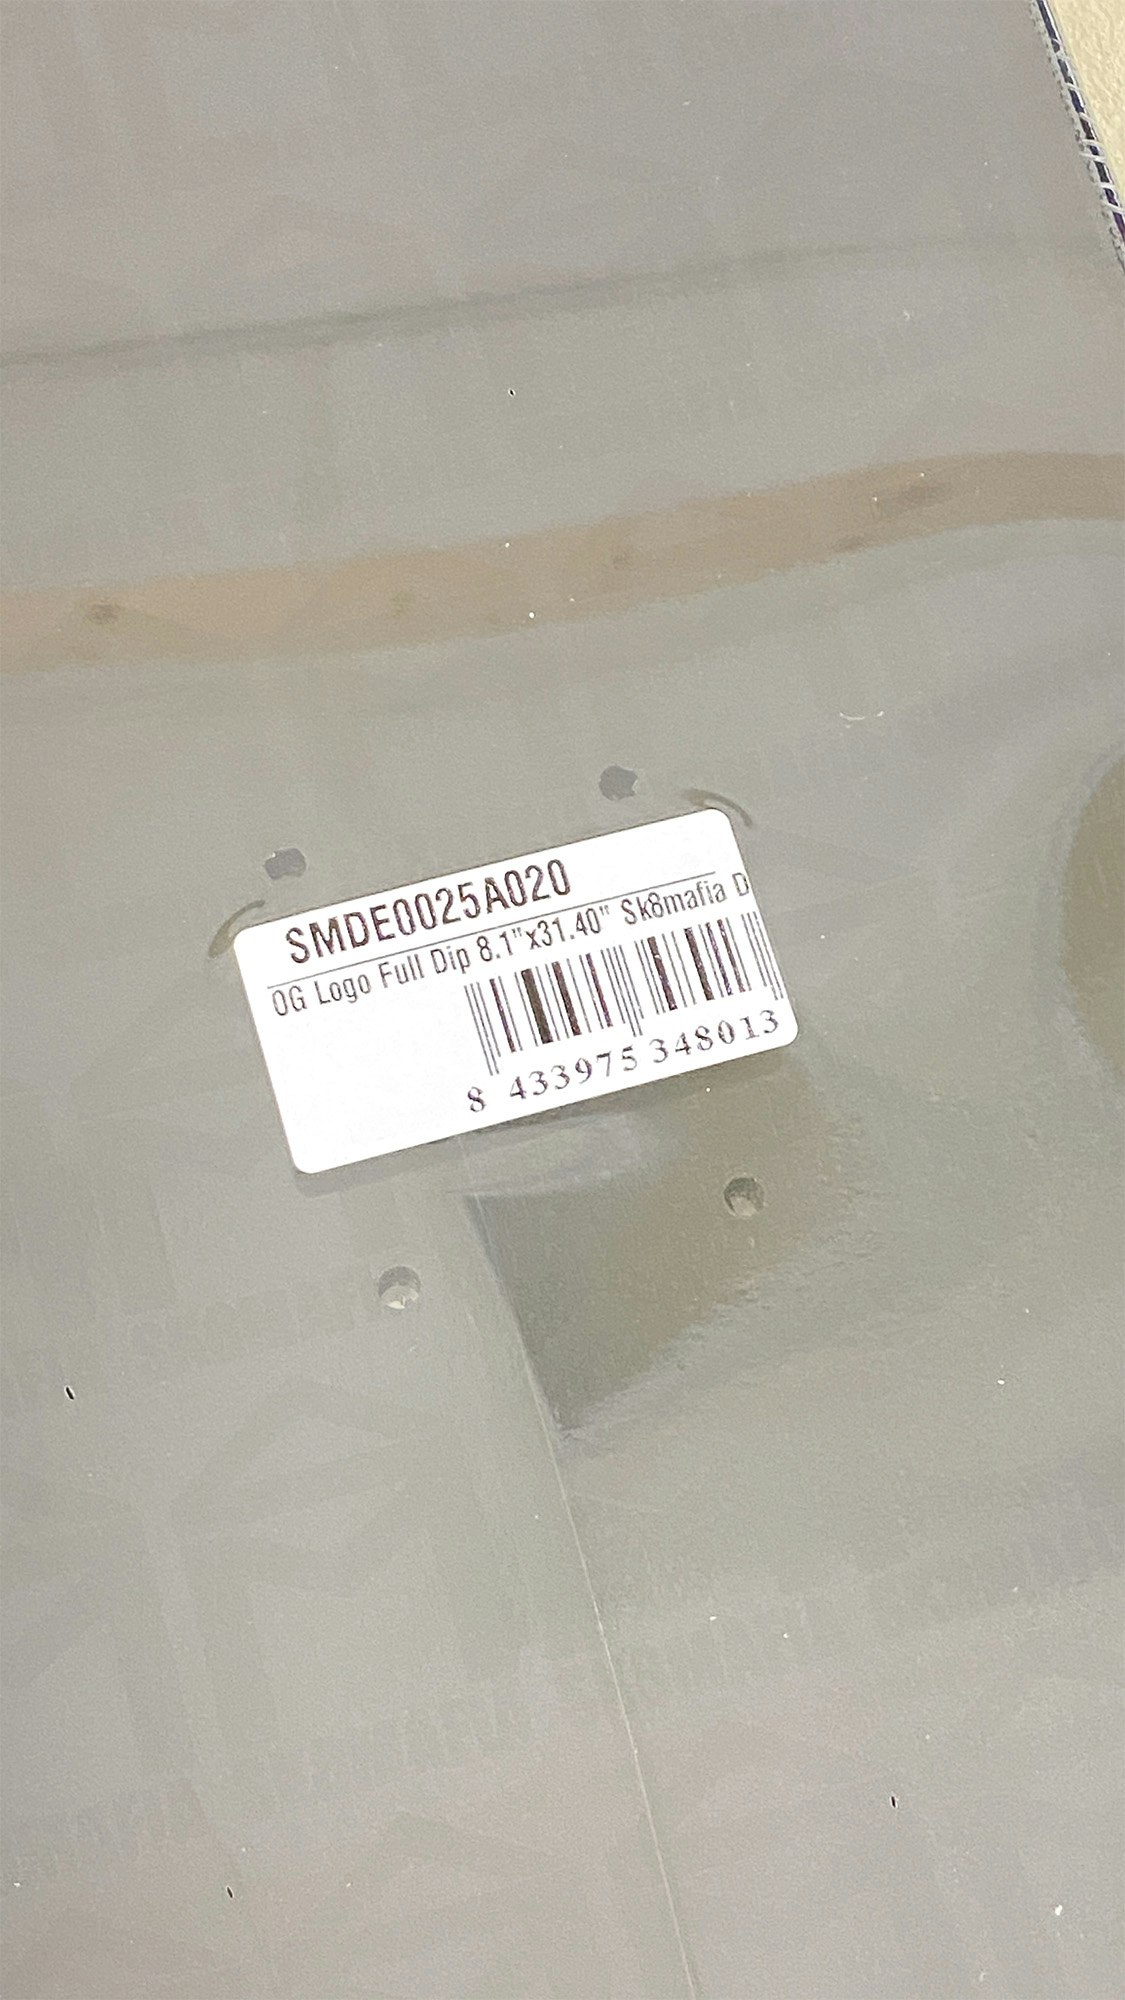 SMDE0025A020
OG Logo Full Dip 8.1"x31.40" Sk8mafia D
8 433975 348013